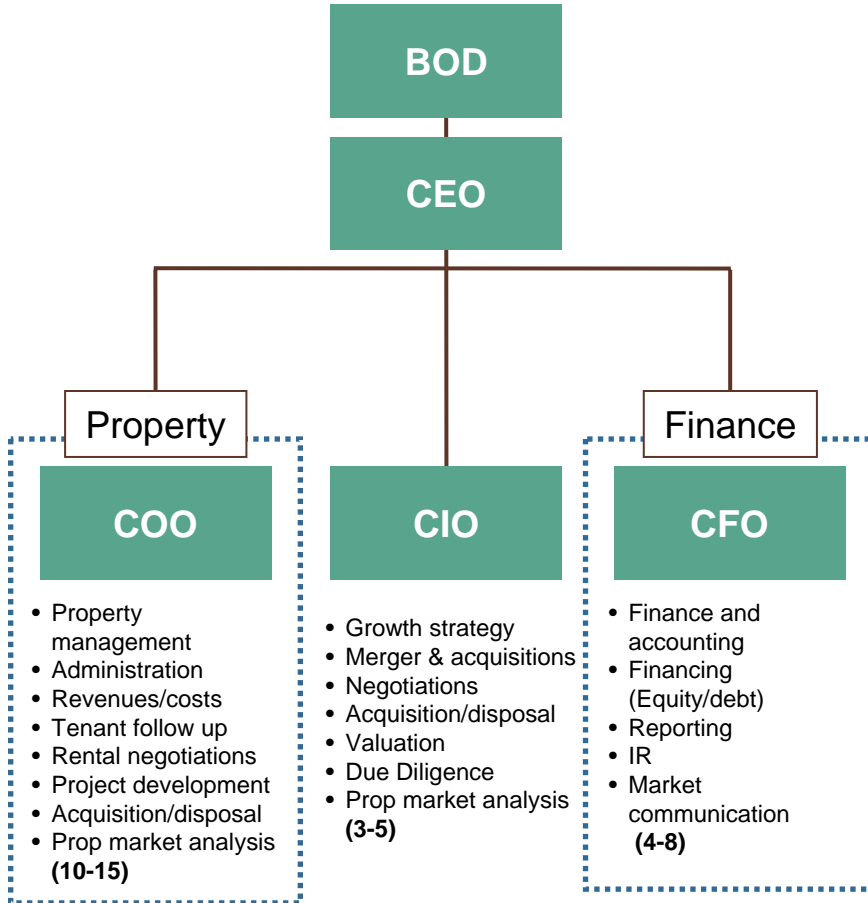 BOD
CEO
Property
COO
• Property
management
• Administration
• Revenues/costs
• Tenant follow up
• Rental negotiations
• Project development
• Acquisition/disposal
• Prop market analysis
(10-15)
CIO
• Growth strategy
• Merger & acquisitions
• Negotiations
• Acquisition/disposal
• Valuation
• Due Diligence
• Prop market analysis
(3-5)
Finance
CFO
• Finance and
accounting
• Financing
(Equity/debt)
• Reporting
• IR
• Market
communication
(4-8)